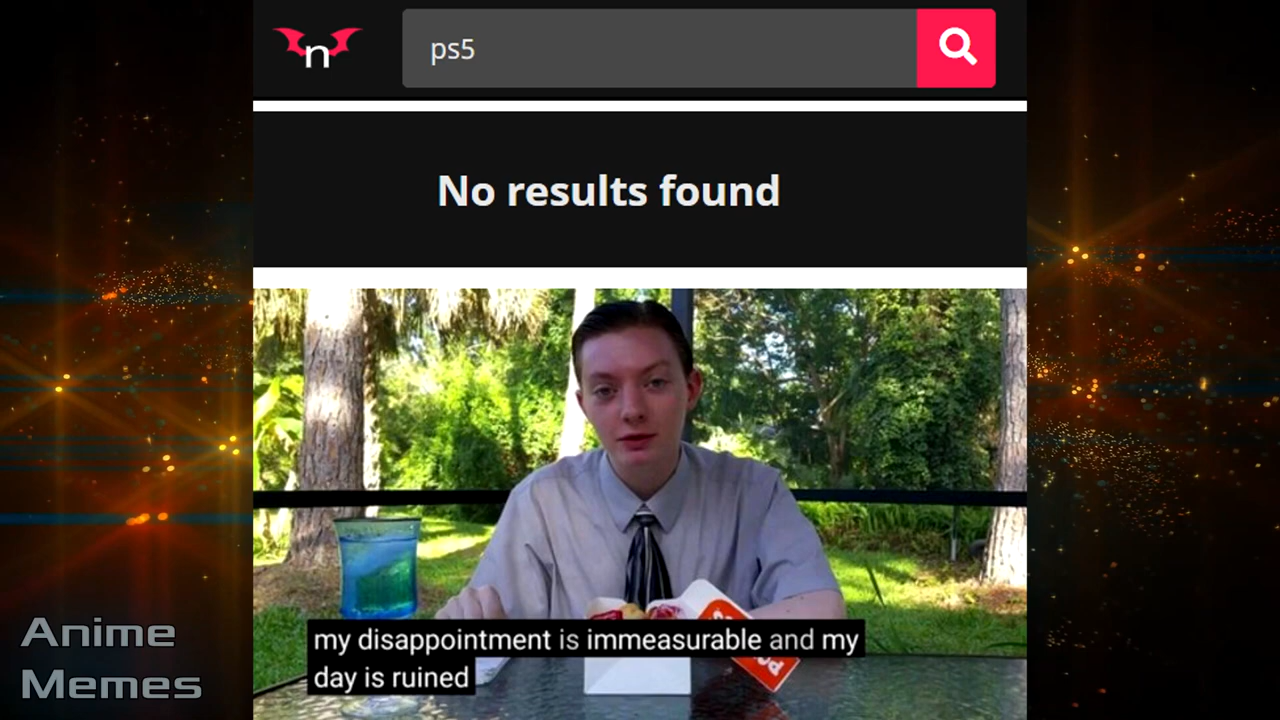 n
ps5
No results found
my disappointment is immeasurable and my
day is ruined
Anime
Memes